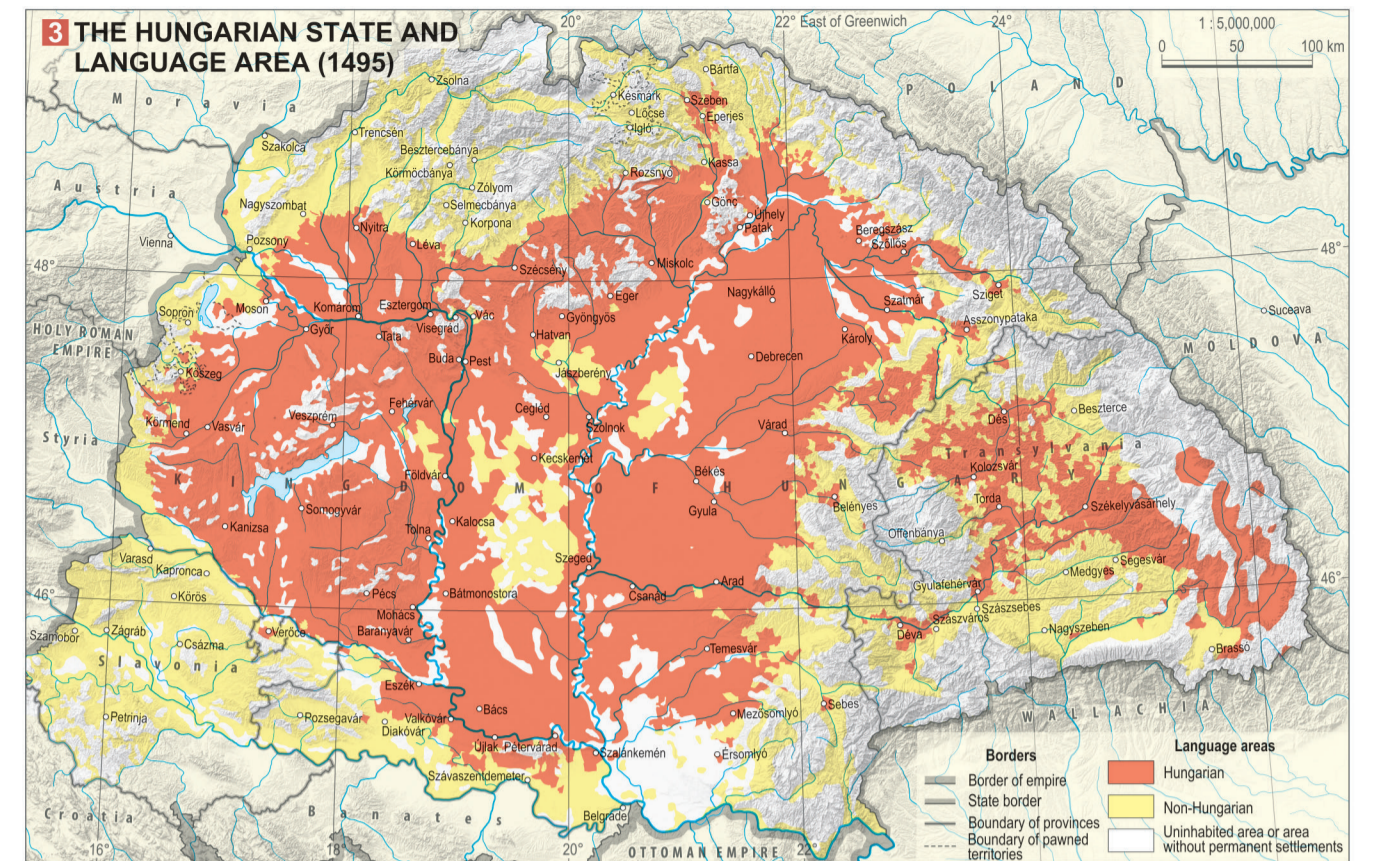 3 THE HUNGARIAN STATE AND
LANGUAGE AREA (1495)
20°
22° East of Greenwich
24°
1 : 5,000,000
0 50 100 km
Moravia
POLAND
Zsolna
Bártfa
Késmárk
Szeben
Lőcse
Eperjes
Igló
Trencsén
Szakolca
Besztercebánya
Körmöcbánya
Kassa
Rozsnyó
Austria
Zólyom
Nagyszombat
Selmecbánya
Gönc
Korpona
Újhely
Patak
Nyitra
Beregszász
Szőllős
Vienna
Pozsony
Léva
48°
48°
Szécsény
Miskolc
Sziget
Eger
Nagykálló
Szatmár
Suceava
Moson
Komárom
Esztergom
Sopron
Vác
Gyöngyös
Asszonypataka
HOLY ROMAN
EMPIRE
Győr
Tata
Visegrád
Hatvan
Károly
MOLDOVA
Buda
Pest
Debrecen
Kőszeg
Jászberény
Fehérvár
Cegléd
Dés
Beszterce
Körmend
Vasvár
Veszprém
Szolnok
Várad
Styria
Transylvania
Kecskemét
Kolozsvár
Földvár
Békés
KINGDOM OF HUNGARY
Belényes
Torda
Székelyvásárhely
Somogyvár
Gyula
Kanizsa
Tolna
Kalocsa
Offenbánya
Varasd
Szeged
Segesvár
Kapronca
Medgyes
Arad
Gyulafehérvár
46°
46°
Körös
Pécs
Bátmonostora
Csanád
Mohács
Szászsebes
Szászváros
Szamobor
Zágráb
Verőce
Baranyavár
Déva
Nagyszeben
Csázma
Temesvár
Brassó
Slavonia
Eszék
Sebes
Petrinja
Pozsegavár
Valkóvár
Bács
Mezősomlyó
WALLACHIA
Diakóvár
Újlak
Pétervárad
Szalánkemén
Érsomlyó
Szávaszentdemeter
Belgrade
Croatia
Banates
OTTOMAN EMPIRE
16°
18°
20°
22°
Borders
Border of empire
State border
Boundary of provinces
Boundary of pawned
territories
Language areas
Hungarian
Non-Hungarian
Uninhabited area or area
without permanent settlements